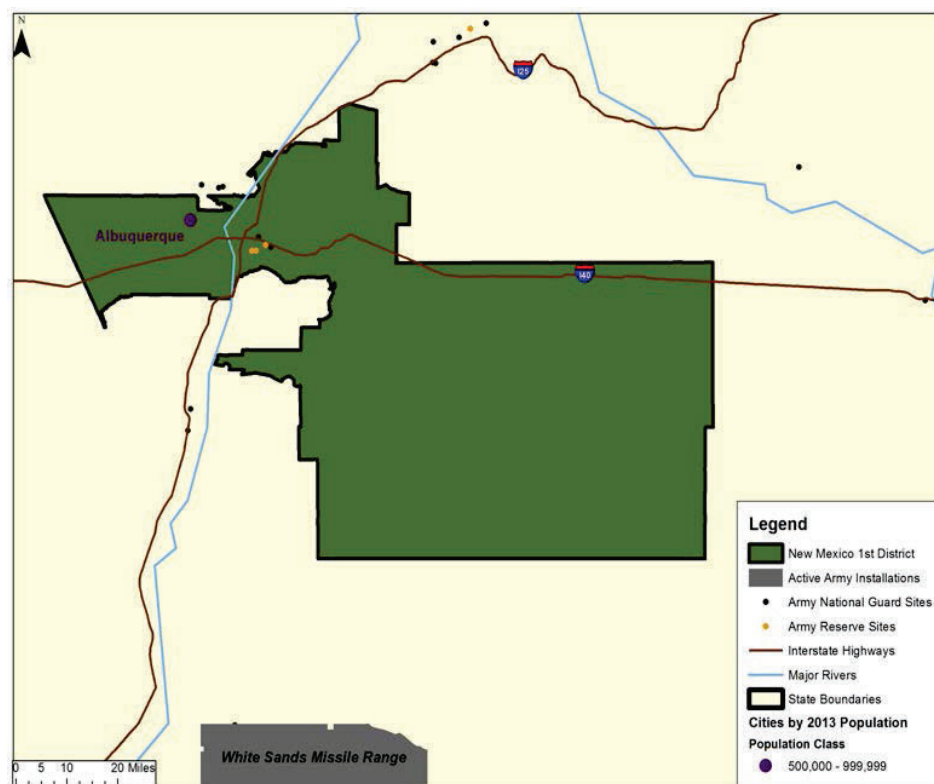 N
I25
Albuquerque
I40
Legend
New Mexico 1st District
Active Army Installations
Army National Guard Sites
Army Reserve Sites
Interstate Highways
Major Rivers
State Boundaries
Cities by 2013 Population
Population Class
500,000 - 999,999
White Sands Missile Range
0 5 10 20 Miles